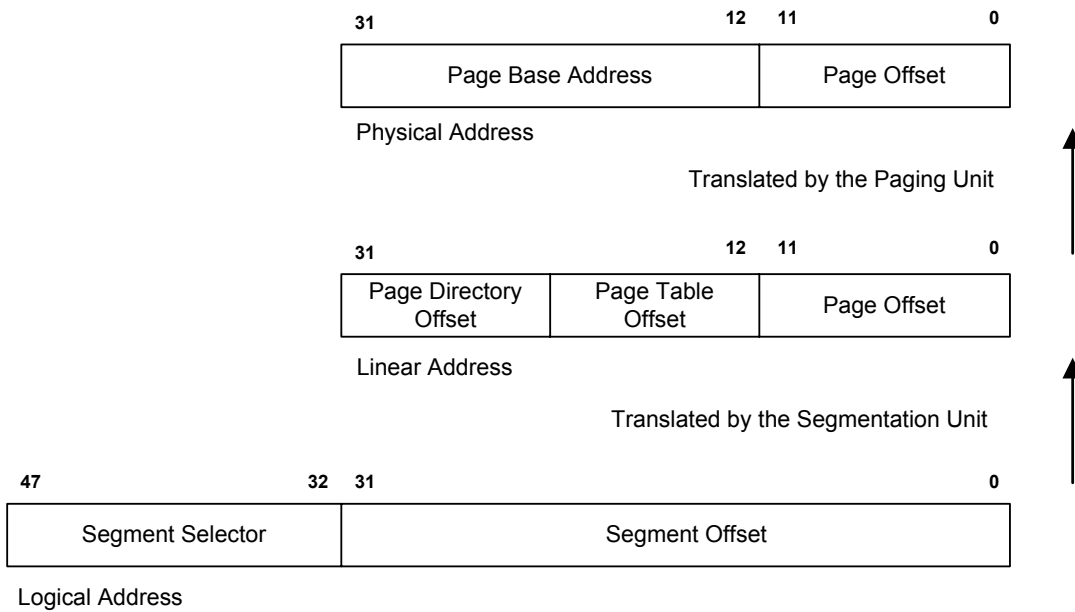 31 12 11 0
Page Base Address Page Offset
Physical Address
Translated by the Paging Unit
31 12 11 0
Page Directory Offset Page Table Offset Page Offset
Linear Address
Translated by the Segmentation Unit
47 32 31 0
Segment Selector Segment Offset
Logical Address